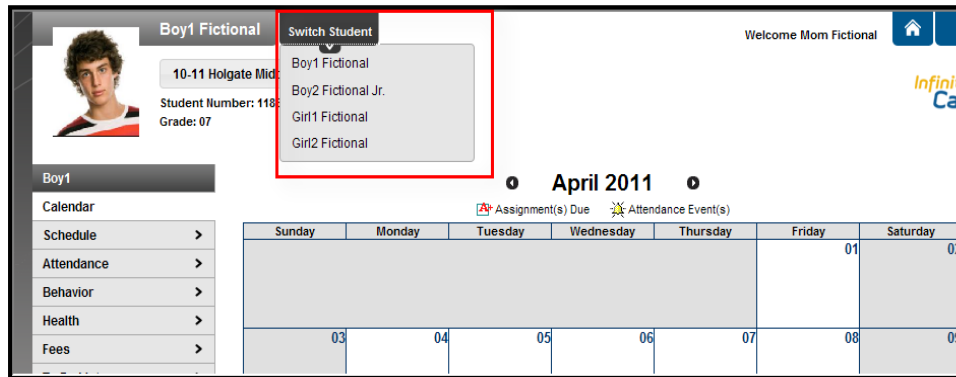 Boy1 Fictional
Switch Student
Welcome Mom Fictional
Boy1 Fictional
Boy2 Fictional Jr.
Girl1 Fictional
Girl2 Fictional
10-11 Holgate Mid
Student Number: 118
Grade: 07
Infini
Ca
Boy1
Calendar
Schedule
Attendance
Behavior
Health
Fees
April 2011
A+ Assignment(s) Due Attendance Event(s)
Sunday Monday Tuesday Wednesday Thursday Friday Saturday
01 02
03 04 05 06 07 08 09